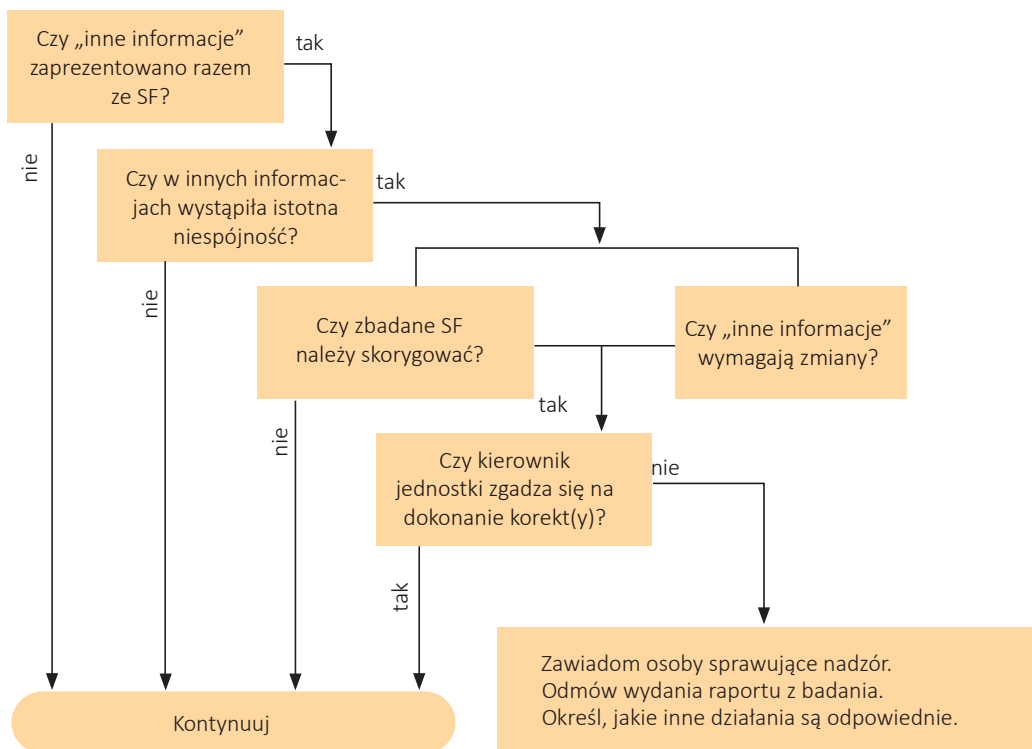 Czy „inne informacje”
zaprezentowano razem
ze SF?
tak
nie
Czy w innych informac-
jach wystąpiła istotna
niespójność?
tak
nie
Czy zbadane SF
należy skorygować?
Czy „inne informacje”
wymagają zmiany?
tak
nie
Czy kierownik
jednostki zgadza się na
dokonanie korekt(y)?
nie
tak
Zawiadom osoby sprawujące nadzór.
Odmów wydania raportu z badania.
Określ, jakie inne działania są odpowiednie.
Kontynuuj